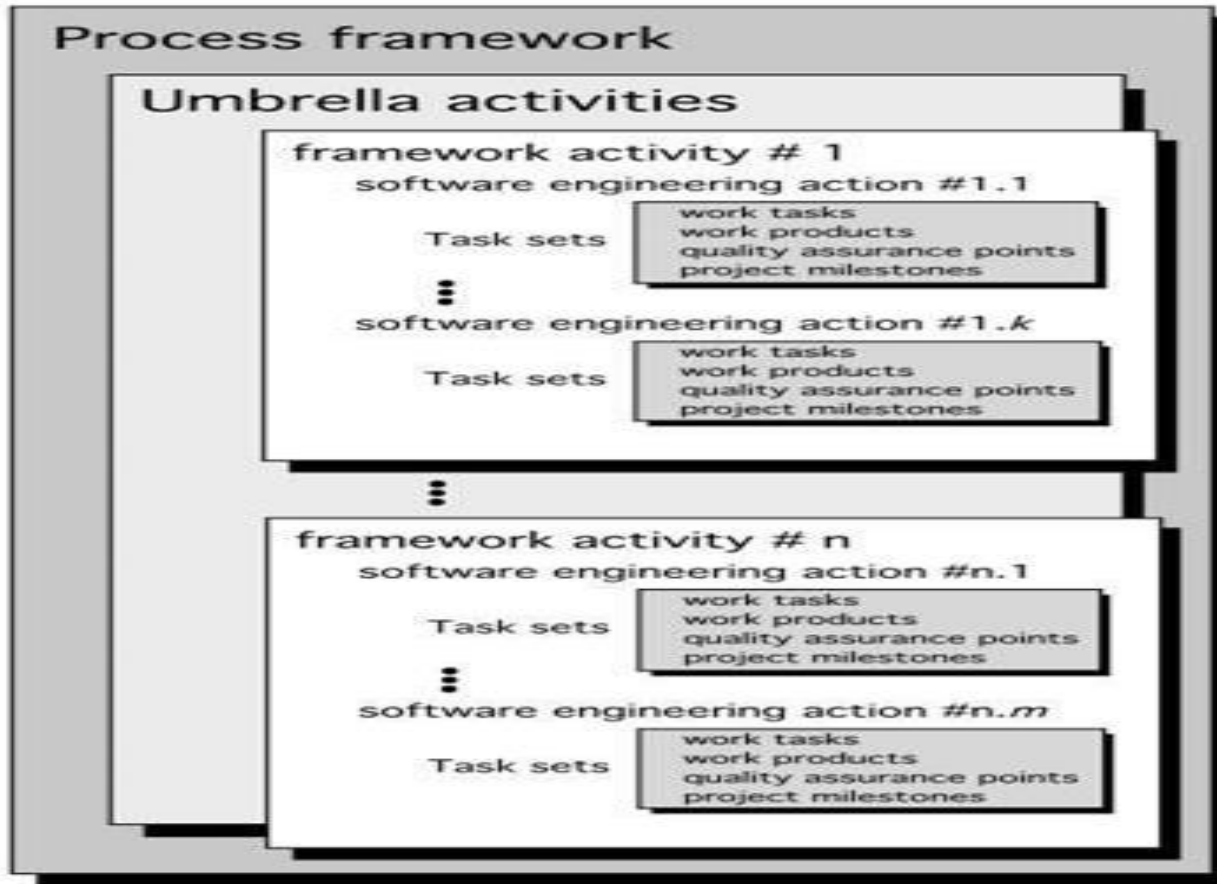 Process framework
Umbrella activities
framework activity # 1
software engineering action #1.1
Task sets
work tasks
work products
quality assurance points
project milestones
software engineering action #1.k
Task sets
work tasks
work products
quality assurance points
project milestones
framework activity # n
software engineering action #n.1
Task sets
work tasks
work products
quality assurance points
project milestones
software engineering action #n.m
Task sets
work tasks
work products
quality assurance points
project milestones